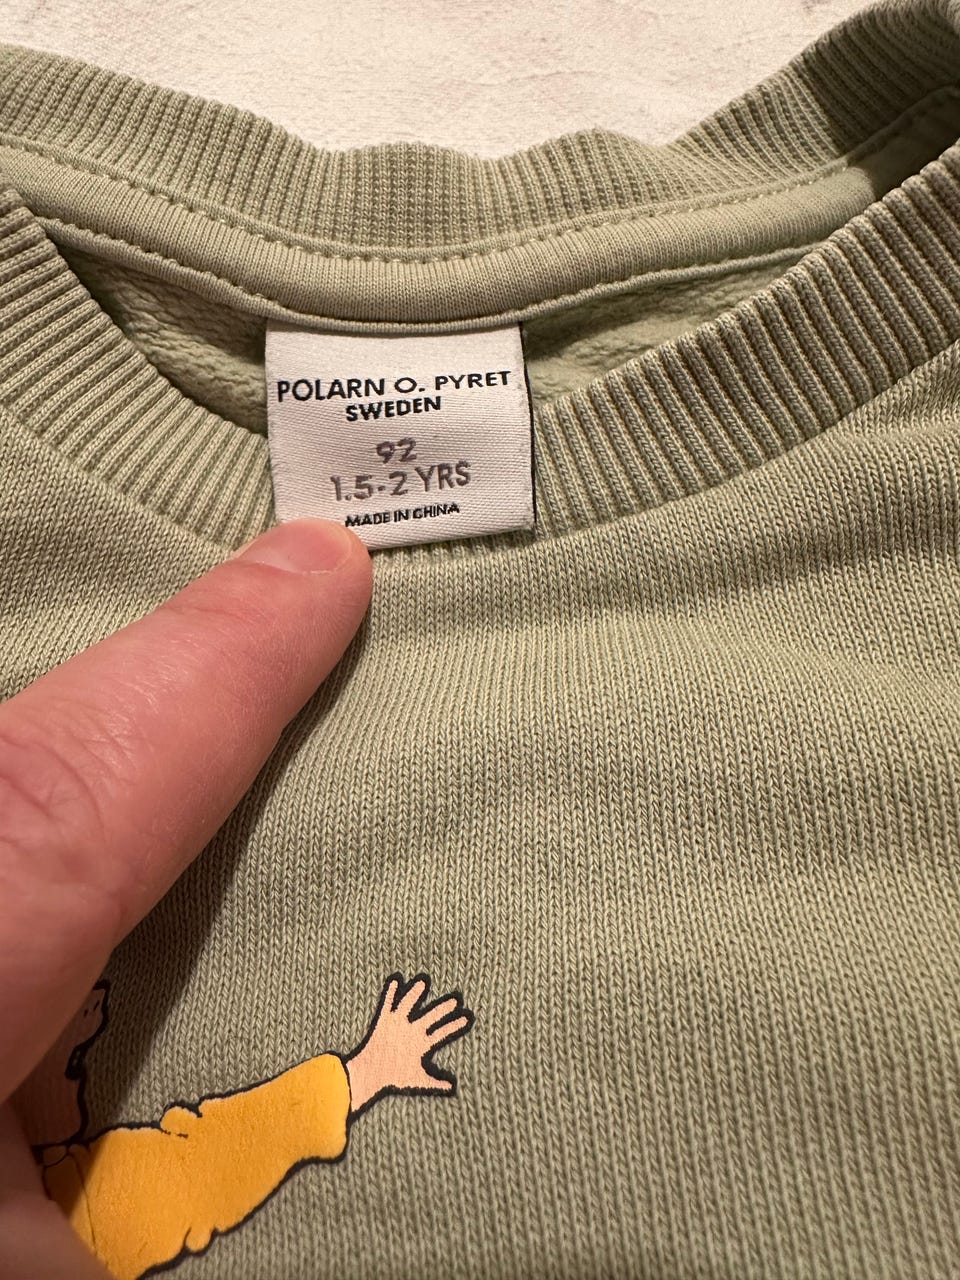 POLARN O. PYRET
SWEDEN
92
1.5-2 YRS
MADE IN CHINA